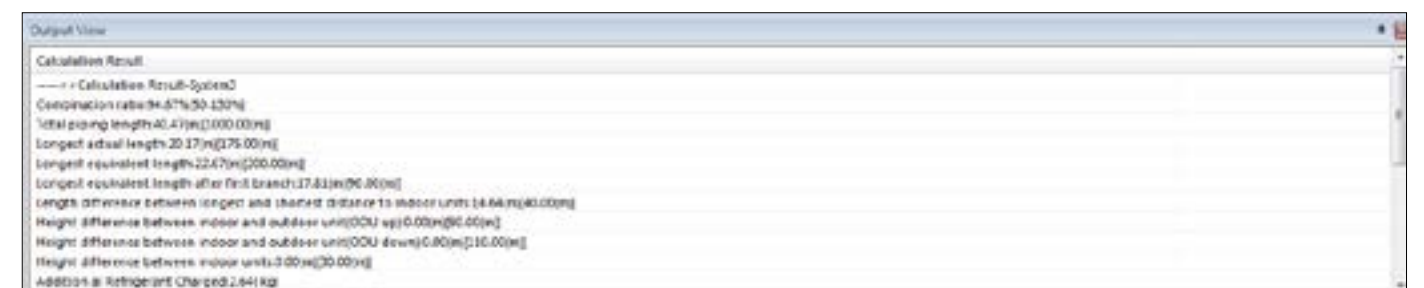 Output View
Calculation Result
Calculation Result-System3
Combination ratio:94.67%[50-130%]
Total piping length:40.47[m][1000.00[m]]
Longest actual length:20.17[m][175.00[m]]
Longest equivalent length:22.67[m][200.00[m]]
Longest equivalent length after first branch:17.81[m][90.00[m]]
Length difference between longest and shortest distance to indoor units:14.64[m][40.00[m]]
Height difference between indoor and outdoor unit(ODU up):0.00[m][90.00[m]]
Height difference between indoor and outdoor unit(ODU down):0.00[m][110.00[m]]
Height difference between indoor units:0.00[m][30.00[m]]
Additional Refrigerant Charged:2.64[kg]